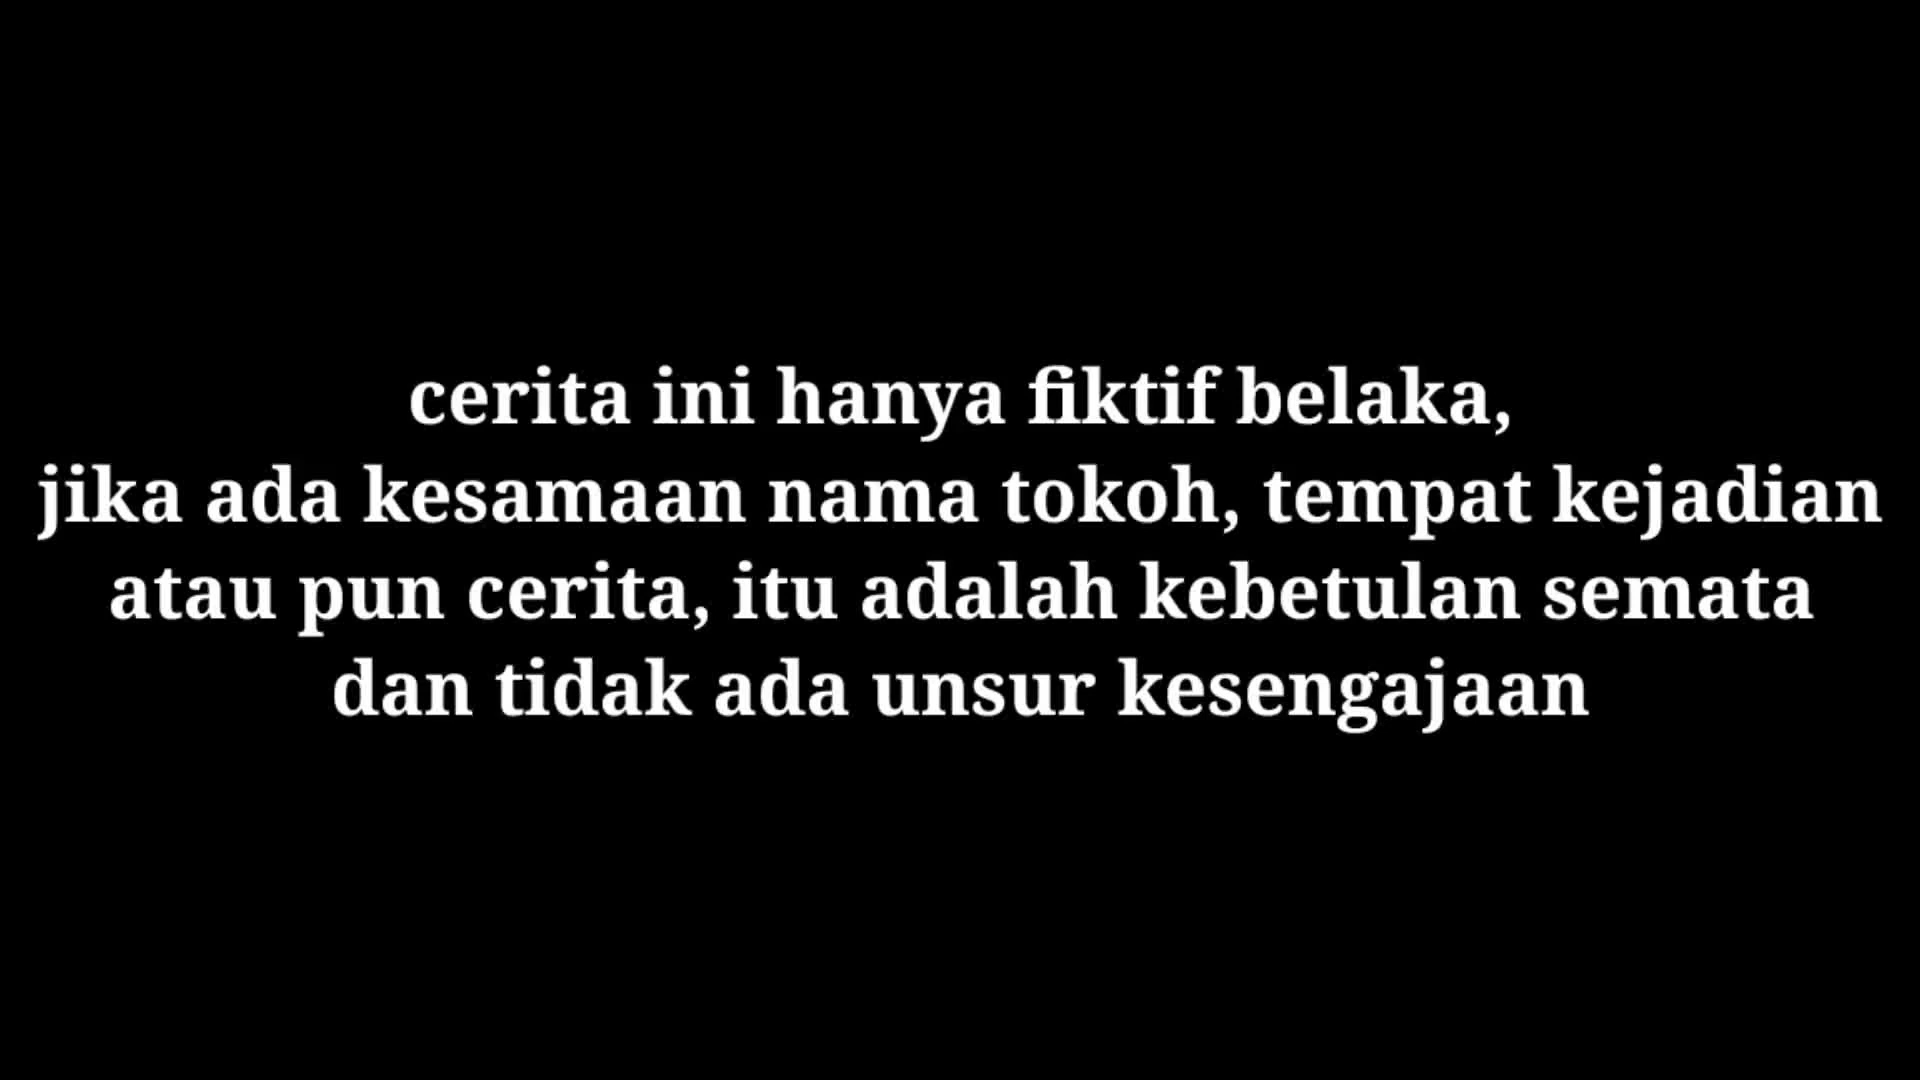 cerita ini hanya fiktif belaka,
jika ada kesamaan nama tokoh, tempat kejadian
atau pun cerita, itu adalah kebetulan semata
dan tidak ada unsur kesengajaan